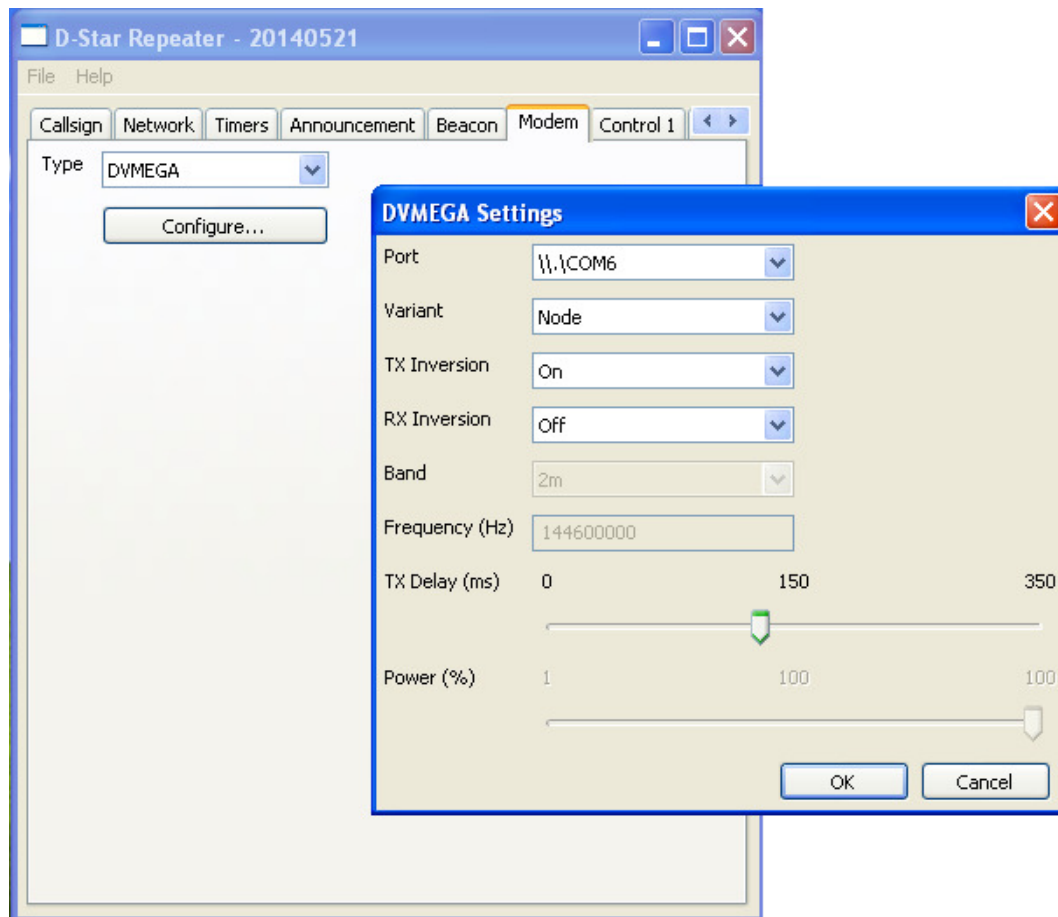 D-Star Repeater - 20140521
File Help
Callsign Network Timers Announcement Beacon Modem Control 1
Type DVMEGA
Configure...
DVMEGA Settings
Port \\.\COM6
Variant Node
TX Inversion On
RX Inversion Off
Band 2m
Frequency (Hz) 144600000
TX Delay (ms) 0 150 350
Power (%) 1 100 100
OK Cancel